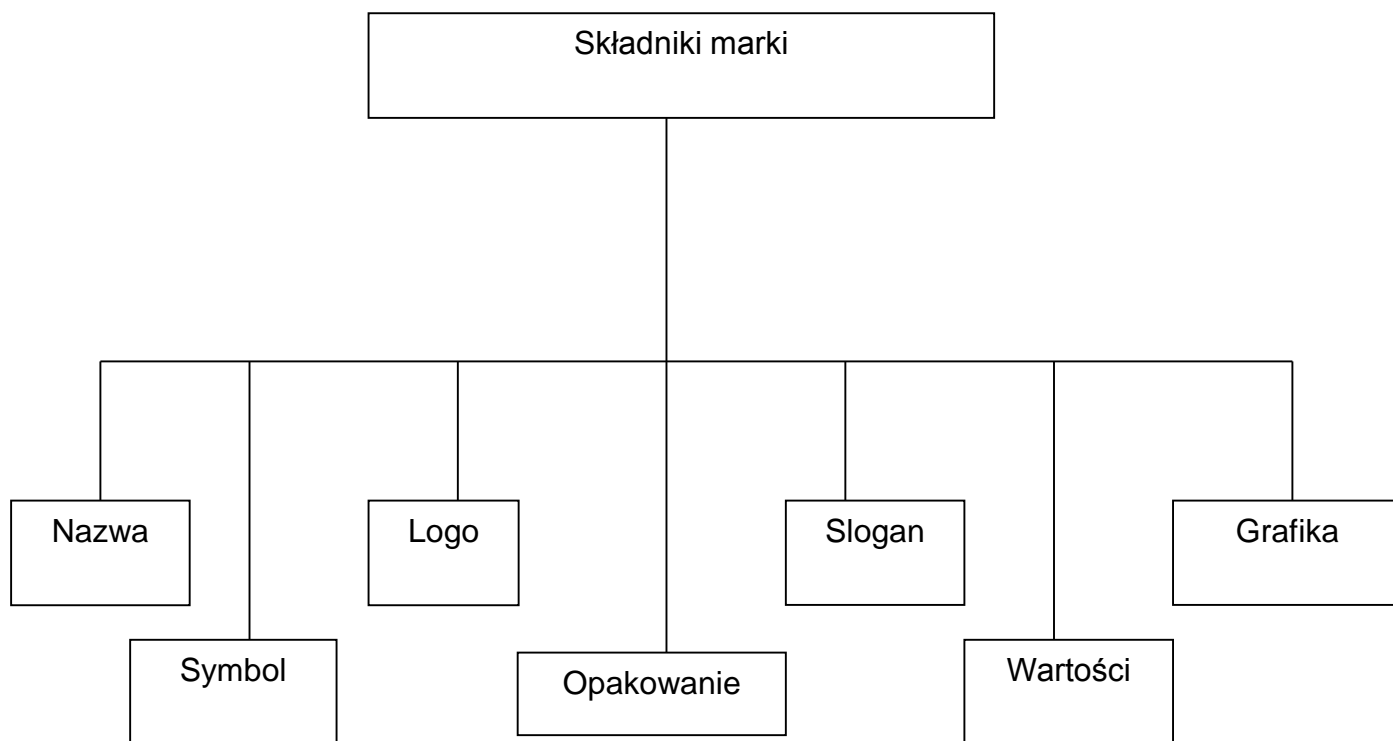 Składniki marki
Nazwa
Logo
Slogan
Grafika
Symbol
Opakowanie
Wartości